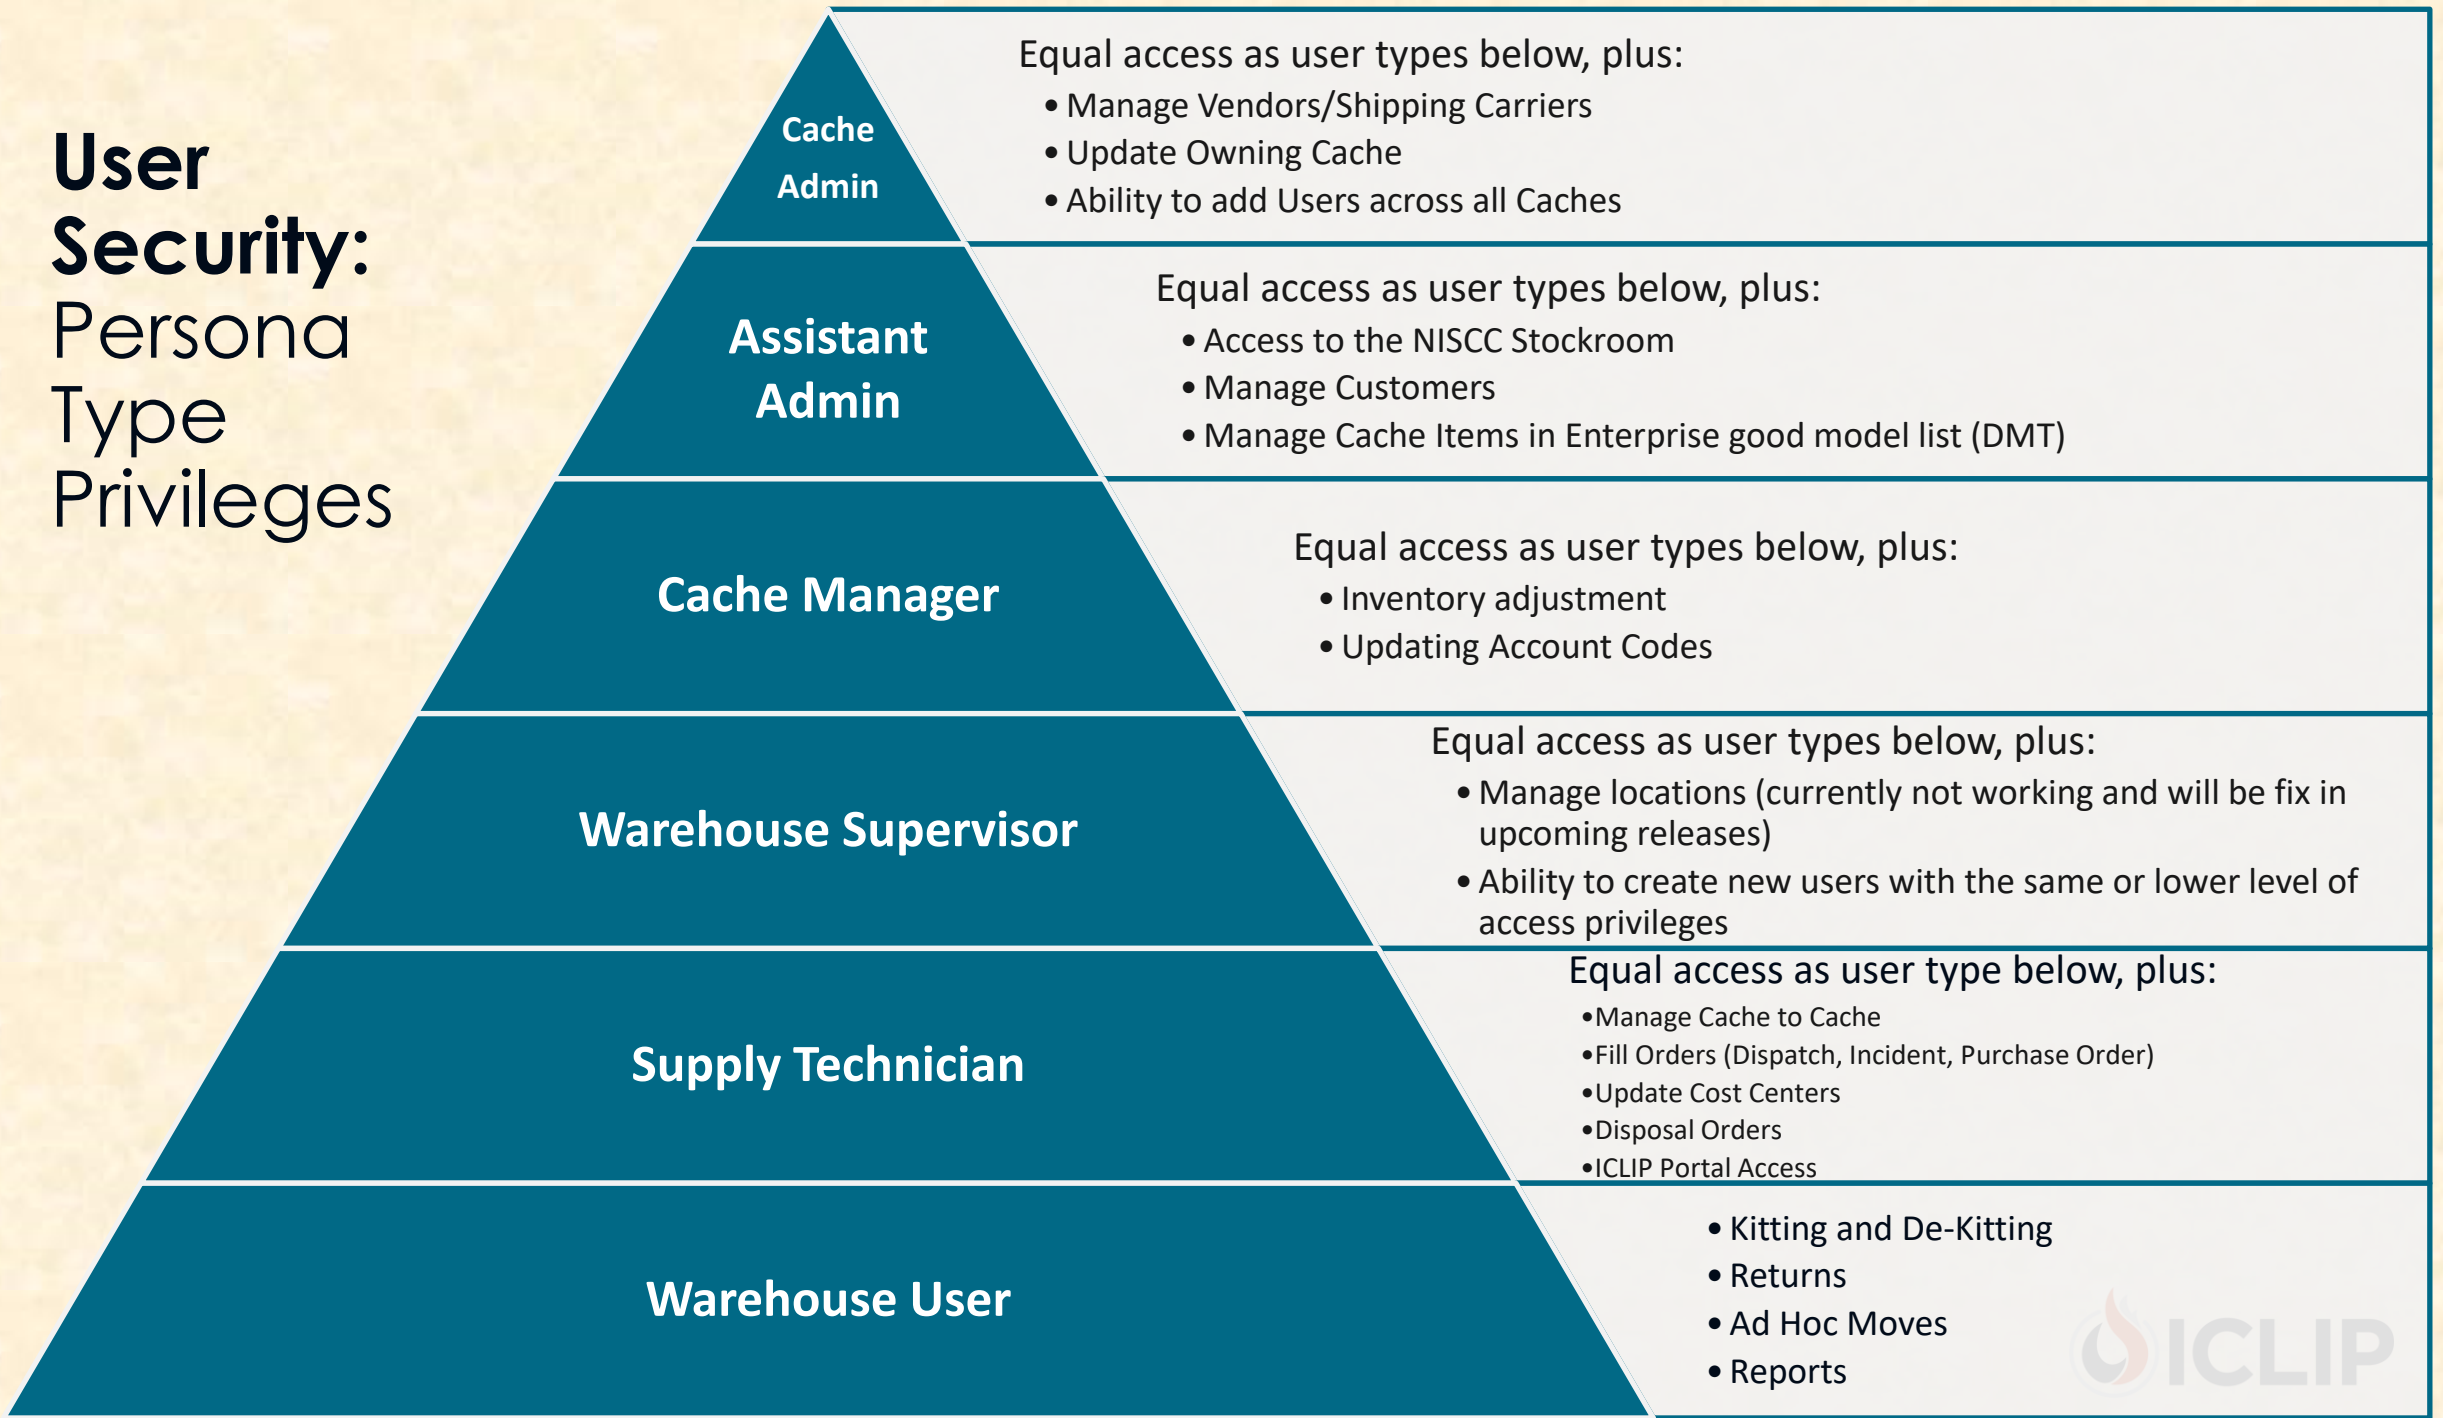 User
Security:
Persona
Type
Privileges
Cache
Admin
Equal access as user types below, plus:
• Manage Vendors/Shipping Carriers
• Update Owning Cache
• Ability to add Users across all Caches
Assistant
Admin
Equal access as user types below, plus:
• Access to the NISCC Stockroom
• Manage Customers
• Manage Cache Items in Enterprise good model list (DMT)
Cache Manager
Equal access as user types below, plus:
• Inventory adjustment
• Updating Account Codes
Warehouse Supervisor
Equal access as user types below, plus:
• Manage locations (currently not working and will be fix in
upcoming releases)
• Ability to create new users with the same or lower level of
access privileges
Supply Technician
Equal access as user type below, plus:
•Manage Cache to Cache
•Fill Orders (Dispatch, Incident, Purchase Order)
•Update Cost Centers
•Disposal Orders
•ICLIP Portal Access
Warehouse User
• Kitting and De-Kitting
• Returns
• Ad Hoc Moves
• Reports
ICLIP